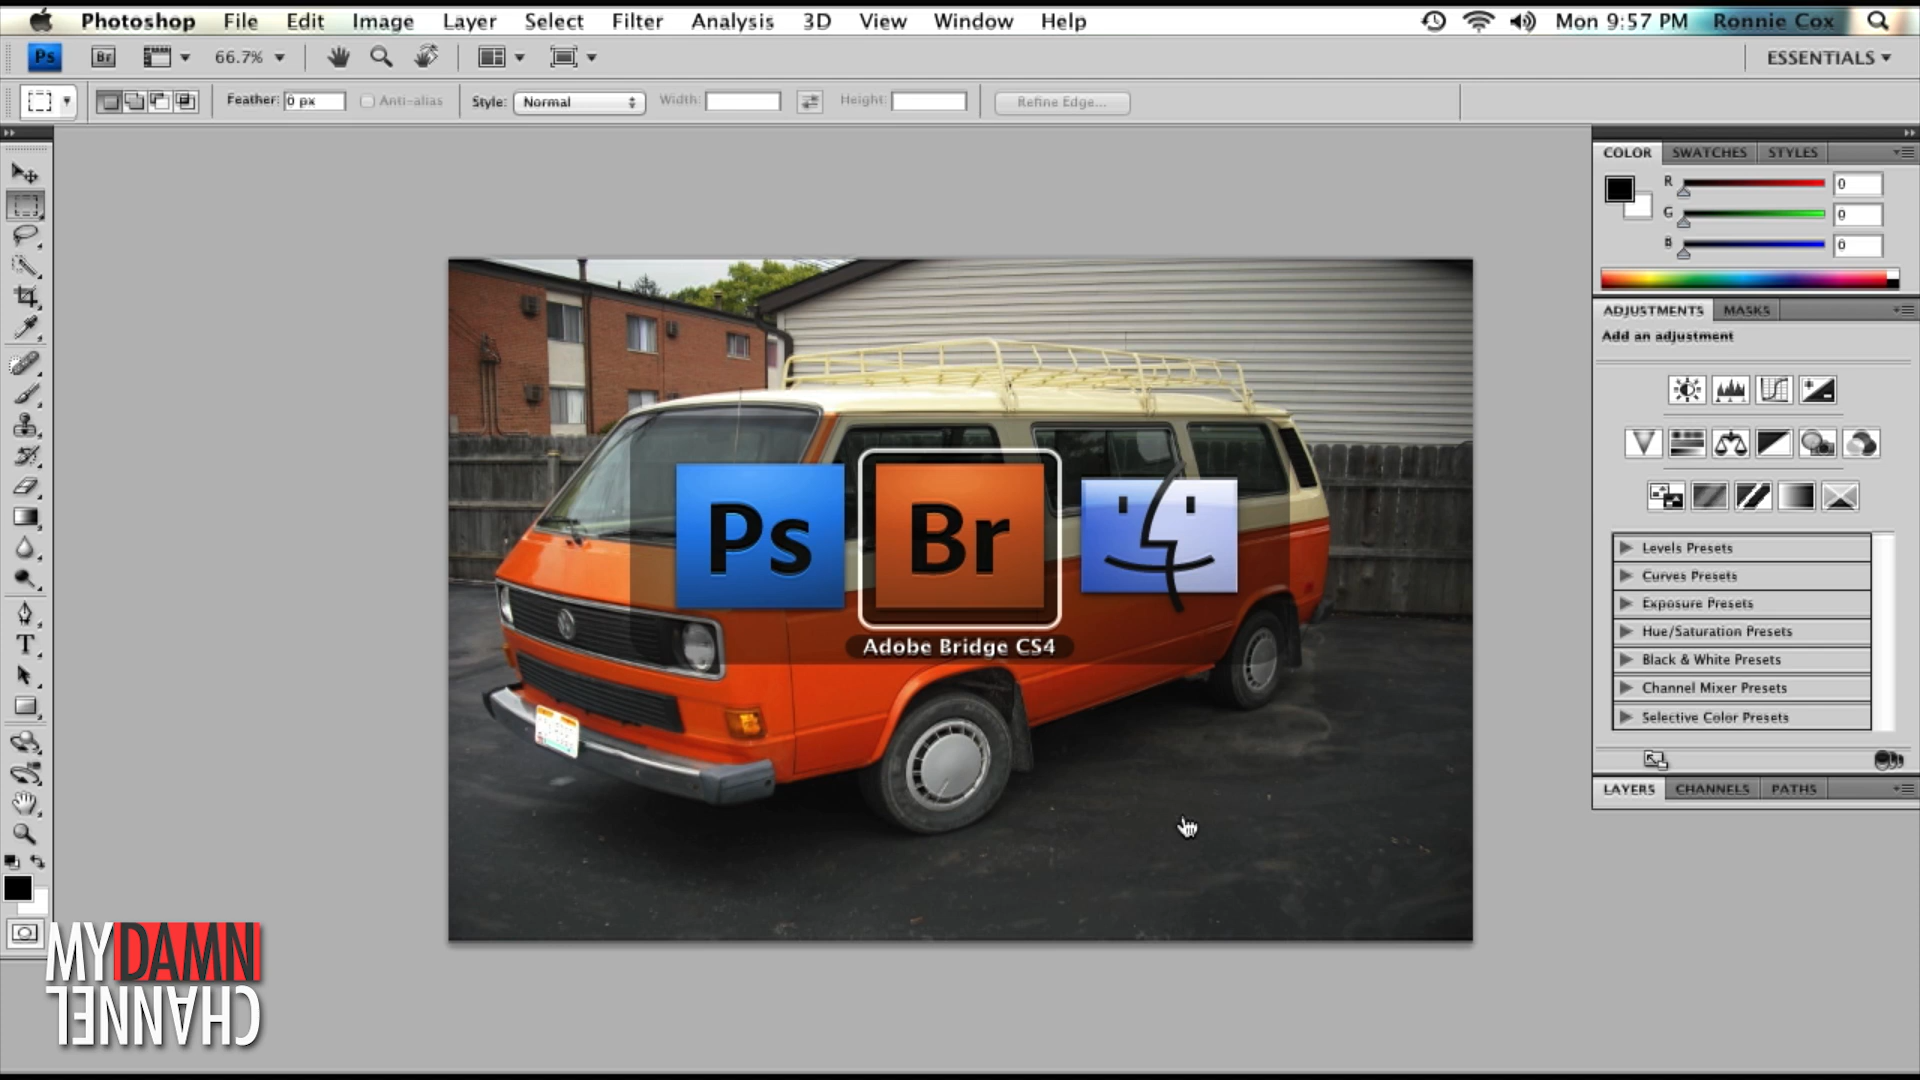 Photoshop File Edit Image Layer Select Filter Analysis 3D View Window Help Mon 9:57 PM Ronnie Cox
Ps Br 66.7% ESSENTIALS
Feather: 0 px Anti-alias Style: Normal Width: Height: Refine Edge...
COLOR SWATCHES STYLES
R 0
G 0
B 0
ADJUSTMENTS MASKS
Add an adjustment
Levels Presets
Curves Presets
Exposure Presets
Hue/Saturation Presets
Black & White Presets
Channel Mixer Presets
Selective Color Presets
LAYERS CHANNELS PATHS
Ps Br
Adobe Bridge CS4
T
MY DAMN
CHANNEL